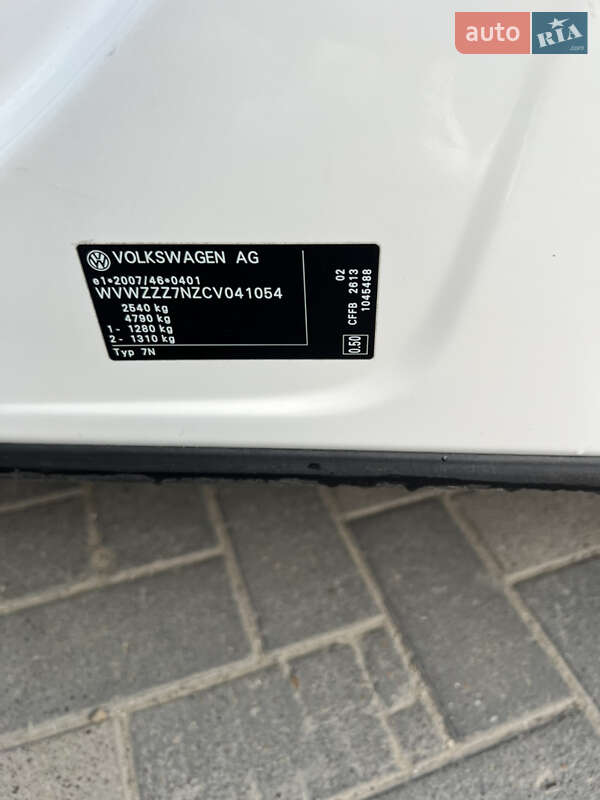 auto RIA .com
VOLKSWAGEN AG
e1*2007/46*0401
WVWZZZ7NZCV041054
2540 kg
4790 kg
1- 1280 kg
2- 1310 kg
Typ 7N
02
CFFB 2613
1045488
0.50